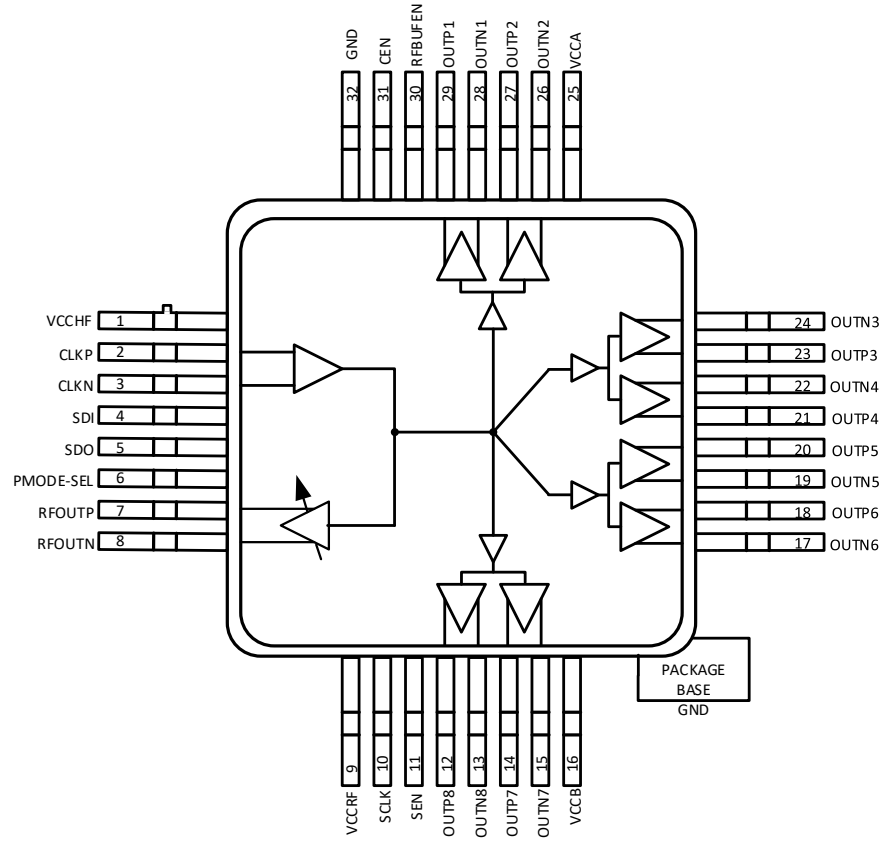 GND
CEN
RFBUFEN
OUTP1
OUTN1
OUTP2
OUTN2
VCCA
32
31
30
29
28
27
26
25
VCCHF 1
CLKP 2
CLKN 3
SDI 4
SDO 5
PMODE-SEL 6
RFOUTP 7
RFOUTN 8
24 OUTN3
23 OUTP3
22 OUTN4
21 OUTP4
20 OUTP5
19 OUTN5
18 OUTP6
17 OUTN6
9
10
11
12
13
14
15
16
VCCRF
SCLK
SEN
OUTP8
OUTN8
OUTP7
OUTN7
VCCB
PACKAGE
BASE
GND